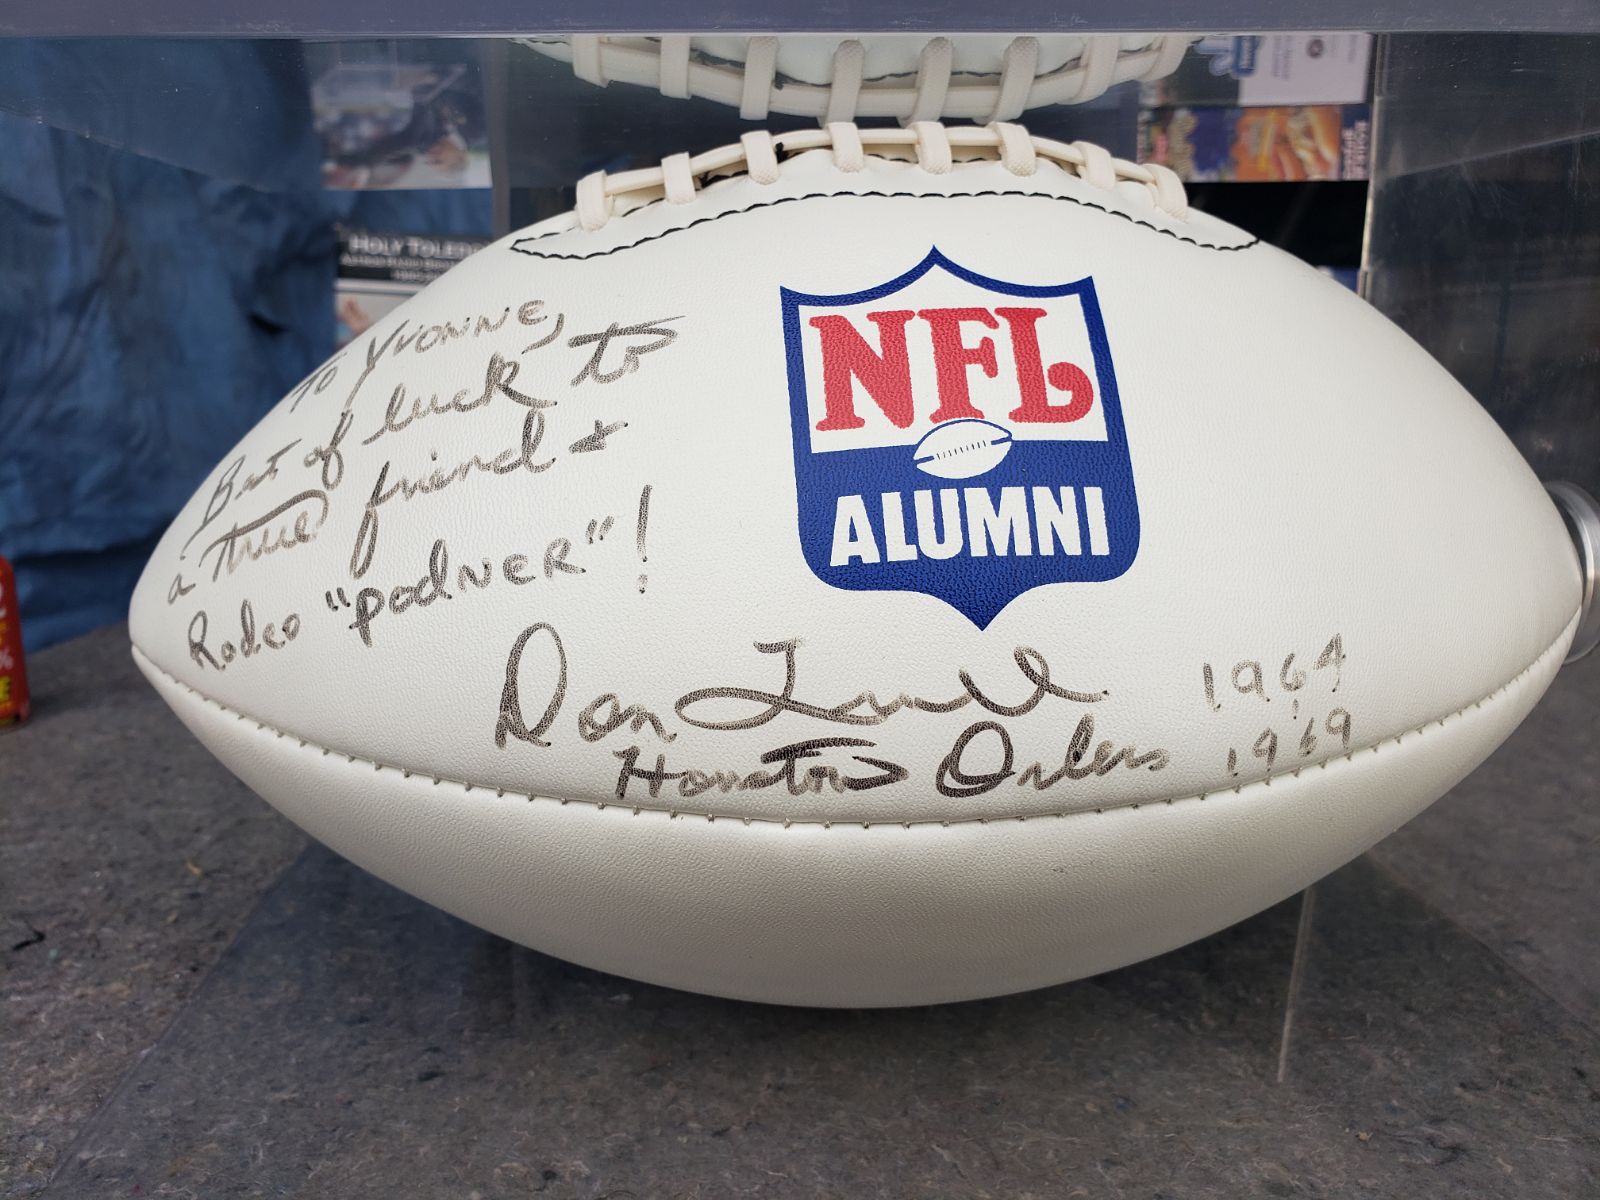 HOLY TOLEDO
To YVONNE,
Best of luck to
a true friend &
Rodeo "podNER"!
NFL
ALUMNI
Don Trull 1964
Houston Oilers 1969